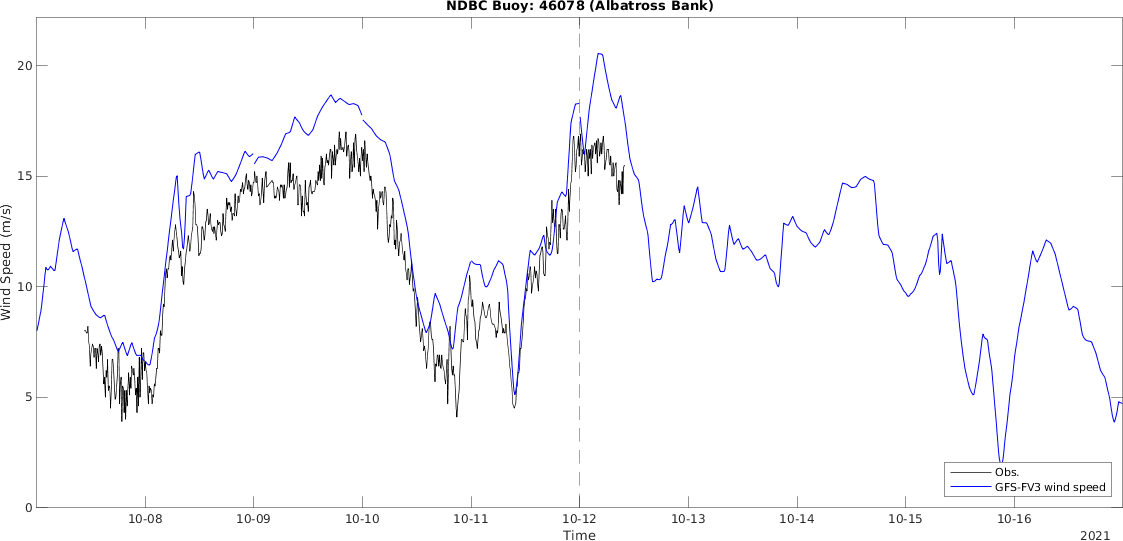 NDBC Buoy: 46078 (Albatross Bank)
Wind Speed (m/s)
20
15
10
5
0
Obs.
GFS-FV3 wind speed
10-08 10-09 10-10 10-11 10-12 10-13 10-14 10-15 10-16
Time
2021